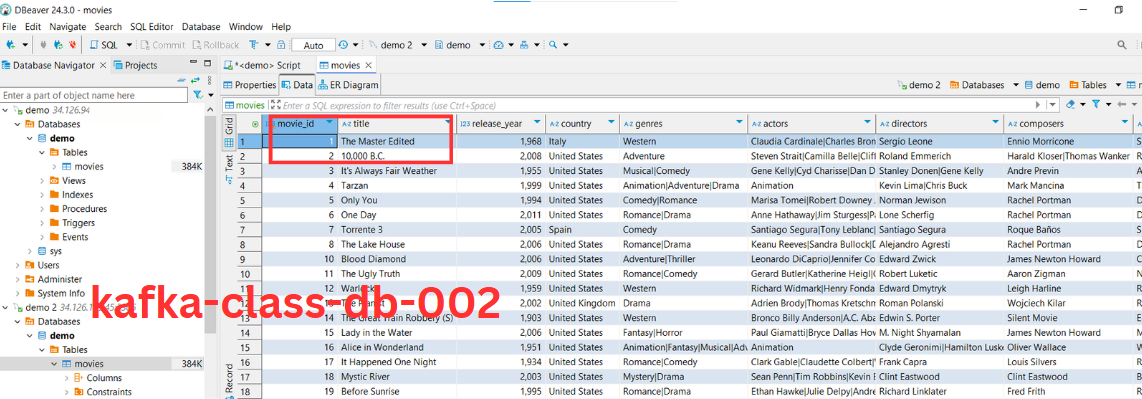 DBeaver 24.3.0 - movies
File Edit Navigate Search SQL Editor Database Window Help
SQL Commit Rollback Auto demo 2 demo
Database Navigator Projects
Enter a part of object name here
demo 34.126.94
Databases
demo
Tables
movies 384K
Views
Indexes
Procedures
Triggers
Events
sys
Users
Administer
System Info
demo 2
Databases
demo
Tables
movies 384K
Columns
Constraints
*<demo> Script movies
Properties Data ER Diagram demo 2 Databases demo Tables
movies Enter a SQL expression to filter results (use Ctrl+Space)
Grid
Text
Record
movie_id A-Z title 123 release_year A-Z country A-Z genres A-Z actors A-Z directors A-Z composers
1 1 The Master Edited 1,968 Italy Western Claudia Cardinale|Charles Bron Sergio Leone Ennio Morricone
2 2 10,000 B.C. 2,008 United States Adventure Steven Strait|Camilla Belle|Cliff Roland Emmerich Harald Kloser|Thomas Wanker
3 3 It's Always Fair Weather 1,955 United States Musical|Comedy Gene Kelly|Cyd Charisse|Dan D Stanley Donen|Gene Kelly Andre Previn
4 4 Tarzan 1,999 United States Animation|Adventure|Drama Animation Kevin Lima|Chris Buck Mark Mancina
5 5 Only You 1,994 United States Comedy|Romance Marisa Tomei|Robert Downey Norman Jewison Rachel Portman
6 6 One Day 2,011 United States Romance|Drama Anne Hathaway|Jim Sturgess|Pa Lone Scherfig Rachel Portman
7 7 Torrente 3 2,005 Spain Comedy Santiago Segura|Tony Leblanc| Santiago Segura Roque Baños
8 8 The Lake House 2,006 United States Romance|Drama Keanu Reeves|Sandra Bullock|D Alejandro Agresti Rachel Portman
9 10 Blood Diamond 2,006 United States Adventure|Thriller Leonardo DiCaprio|Jennifer Co Edward Zwick James Newton Howard
10 11 The Ugly Truth 2,009 United States Romance|Comedy Gerard Butler|Katherine Heigl| Robert Luketic Aaron Zigman
11 12 Warlock 1,959 United States Western Richard Widmark|Henry Fonda Edward Dmytryk Leigh Harline
12 2,002 United Kingdom Drama Adrien Brody|Thomas Kretschm Roman Polanski Wojciech Kilar
13 14 The Great Train Robbery (S) 1,903 United States Western Bronco Billy Anderson|A.C. Aba Edwin S. Porter Silent Movie
14 15 Lady in the Water 2,006 United States Fantasy|Horror Paul Giamatti|Bryce Dallas How M. Night Shyamalan James Newton Howard
15 16 Alice in Wonderland 1,951 United States Animation|Fantasy|Musical|Adv Animation Clyde Geronimi|Hamilton Lusk Oliver Wallace
16 17 It Happened One Night 1,934 United States Romance|Comedy Clark Gable|Claudette Colbert| Frank Capra Louis Silvers
17 18 Mystic River 2,003 United States Mystery|Drama Sean Penn|Tim Robbins|Kevin Clint Eastwood Clint Eastwood
18 19 Before Sunrise 1,995 United States Romance|Drama Ethan Hawke|Julie Delpy|Andre Richard Linklater Fred Frith
kafka-class-db-002